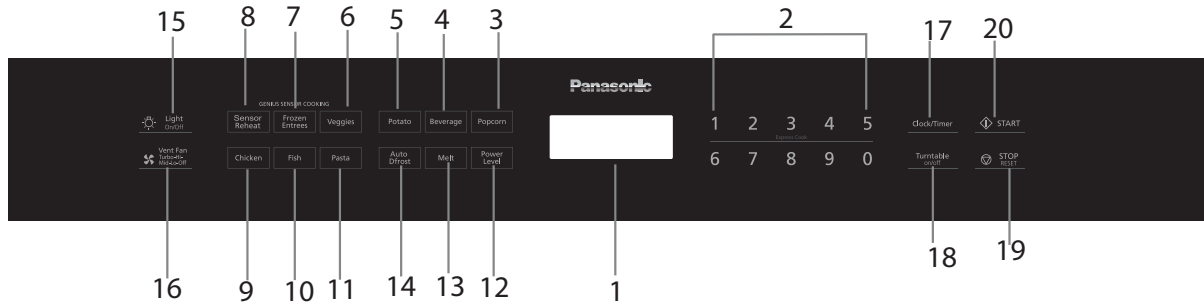 15
8
7
6
5
4
3
2
17
20
Panasonic
GENIUS SENSOR COOKING
Light
On/Off
Sensor
Reheat
Frozen
Entrees
Veggies
Potato
Beverage
Popcorn
1 2 3 4 5
Express Cook
Clock/Timer
START
Vent Fan
Turbo-Hi-
Mid-Lo-Off
Chicken
Fish
Pasta
Auto
Dfrost
Melt
Power
Level
6 7 8 9 0
Turntable
on/off
STOP
RESET
16
9
10
11
14
13
12
1
18
19